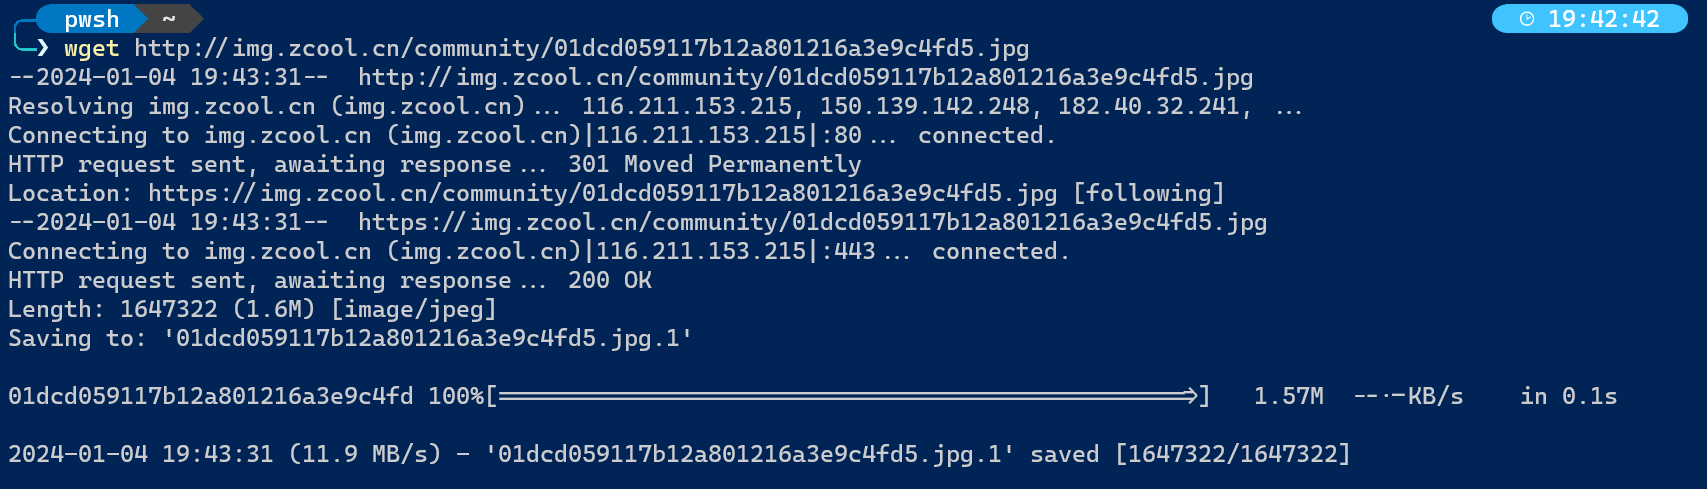 pwsh ~ 19:42:42
❯ wget http://img.zcool.cn/community/01dcd059117b12a801216a3e9c4fd5.jpg
--2024-01-04 19:43:31--  http://img.zcool.cn/community/01dcd059117b12a801216a3e9c4fd5.jpg
Resolving img.zcool.cn (img.zcool.cn)... 116.211.153.215, 150.139.142.248, 182.40.32.241, ...
Connecting to img.zcool.cn (img.zcool.cn)|116.211.153.215|:80... connected.
HTTP request sent, awaiting response... 301 Moved Permanently
Location: https://img.zcool.cn/community/01dcd059117b12a801216a3e9c4fd5.jpg [following]
--2024-01-04 19:43:31--  https://img.zcool.cn/community/01dcd059117b12a801216a3e9c4fd5.jpg
Connecting to img.zcool.cn (img.zcool.cn)|116.211.153.215|:443... connected.
HTTP request sent, awaiting response... 200 OK
Length: 1647322 (1.6M) [image/jpeg]
Saving to: '01dcd059117b12a801216a3e9c4fd5.jpg.1'
01dcd059117b12a801216a3e9c4fd 100%[=================================================>]   1.57M  --.-KB/s    in 0.1s
2024-01-04 19:43:31 (11.9 MB/s) - '01dcd059117b12a801216a3e9c4fd5.jpg.1' saved [1647322/1647322]